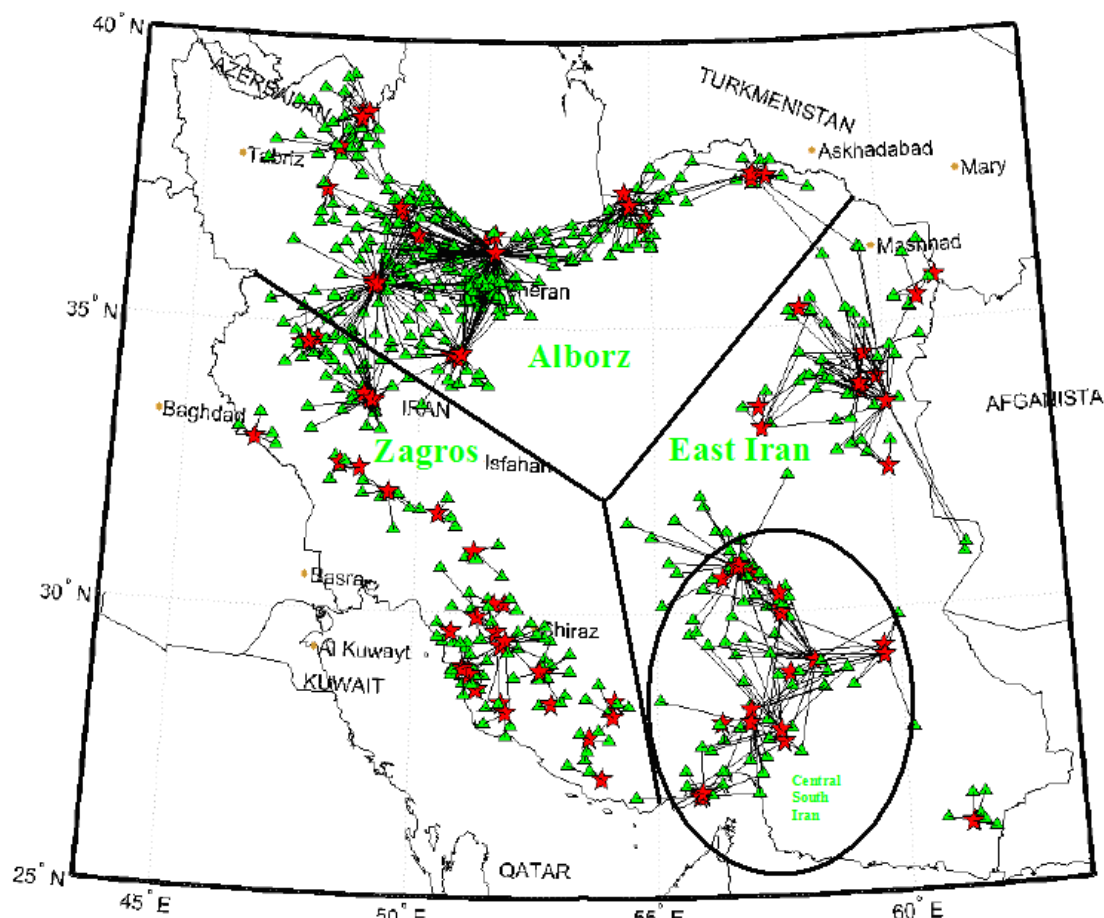 40° N
AZERBAIJAN
TURKMENISTAN
Tabriz
Askhadabad
Mary
Mashhad
35° N
heran
Alborz
Baghdad
IRAN
AFGANISTA
Zagros
Isfahan
East Iran
30° N
Basra
Shiraz
Al Kuwayt
KUWAIT
Central
South
Iran
QATAR
25° N
45° E
50° E
55° E
60° E